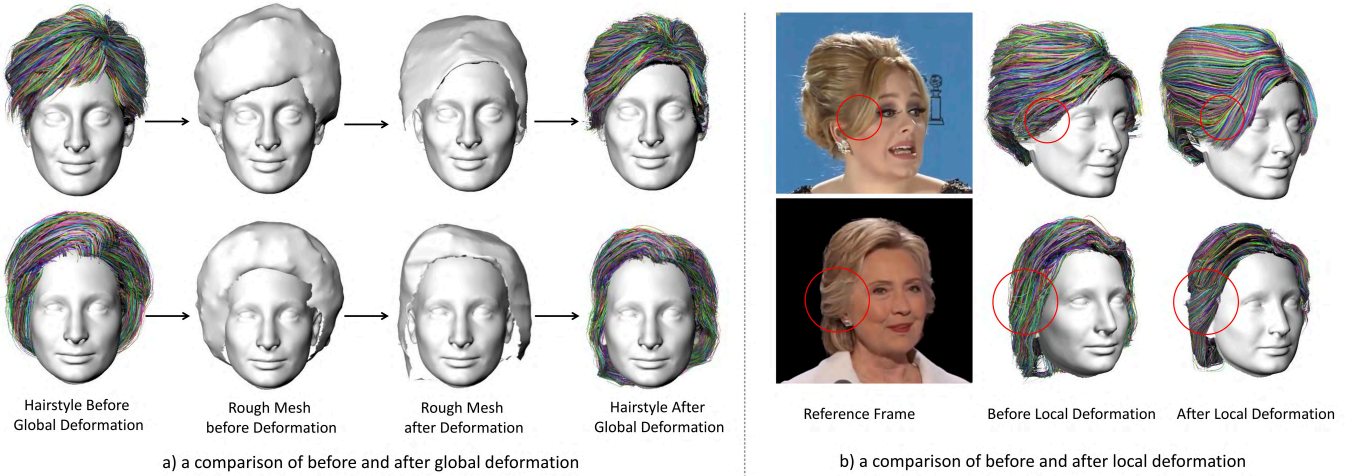 Hairstyle Before
Global Deformation
Rough Mesh
before Deformation
Rough Mesh
after Deformation
Hairstyle After
Global Deformation
a) a comparison of before and after global deformation
Reference Frame
Before Local Deformation
After Local Deformation
b) a comparison of before and after local deformation